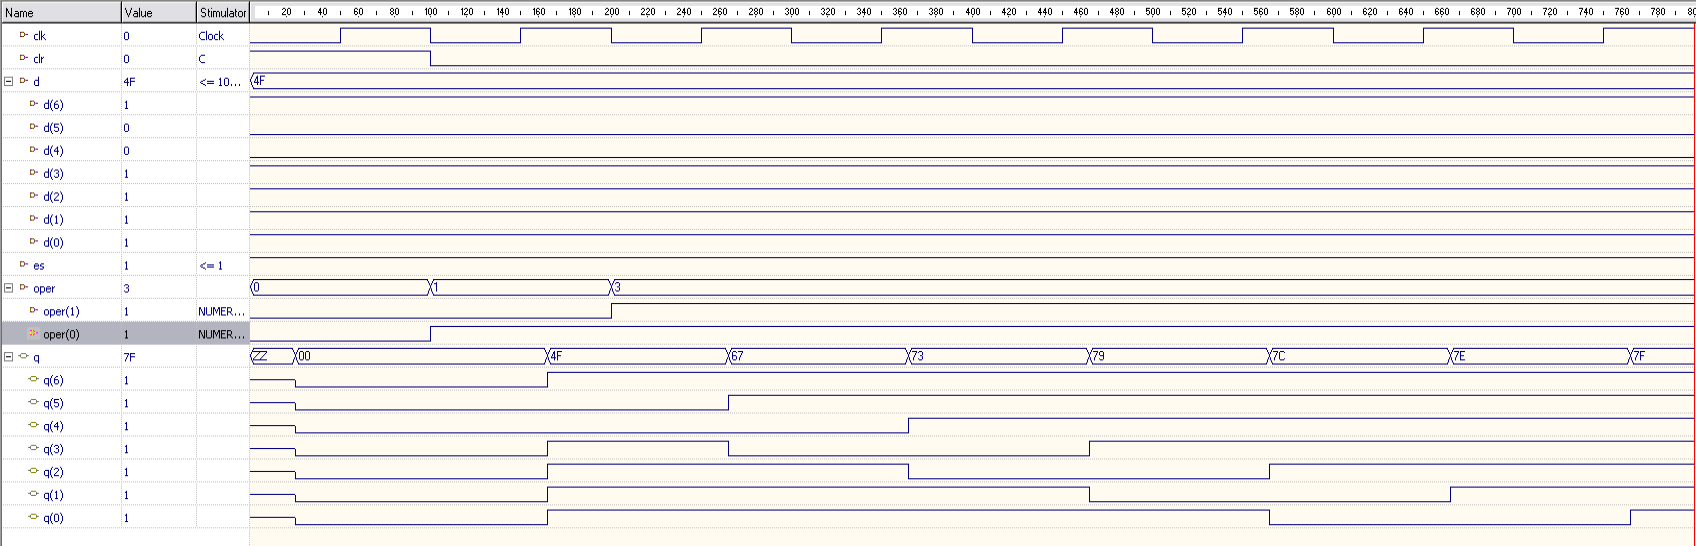 Name Value Stimulator 20 40 60 80 100 120 140 160 180 200 220 240 260 280 300 320 340 360 380 400 420 440 460 480 500 520 540 560 580 600 620 640 660 680 700 720 740 760 780 80
clk 0 Clock
clr 0 C
d 4F <= 10... 4F
d(6) 1
d(5) 0
d(4) 0
d(3) 1
d(2) 1
d(1) 1
d(0) 1
es 1 <= 1
oper 3 0 1 3
oper(1) 1 NUMER...
oper(0) 1 NUMER...
q 7F ZZ 00 4F 67 73 79 7C 7E 7F
q(6) 1
q(5) 1
q(4) 1
q(3) 1
q(2) 1
q(1) 1
q(0) 1